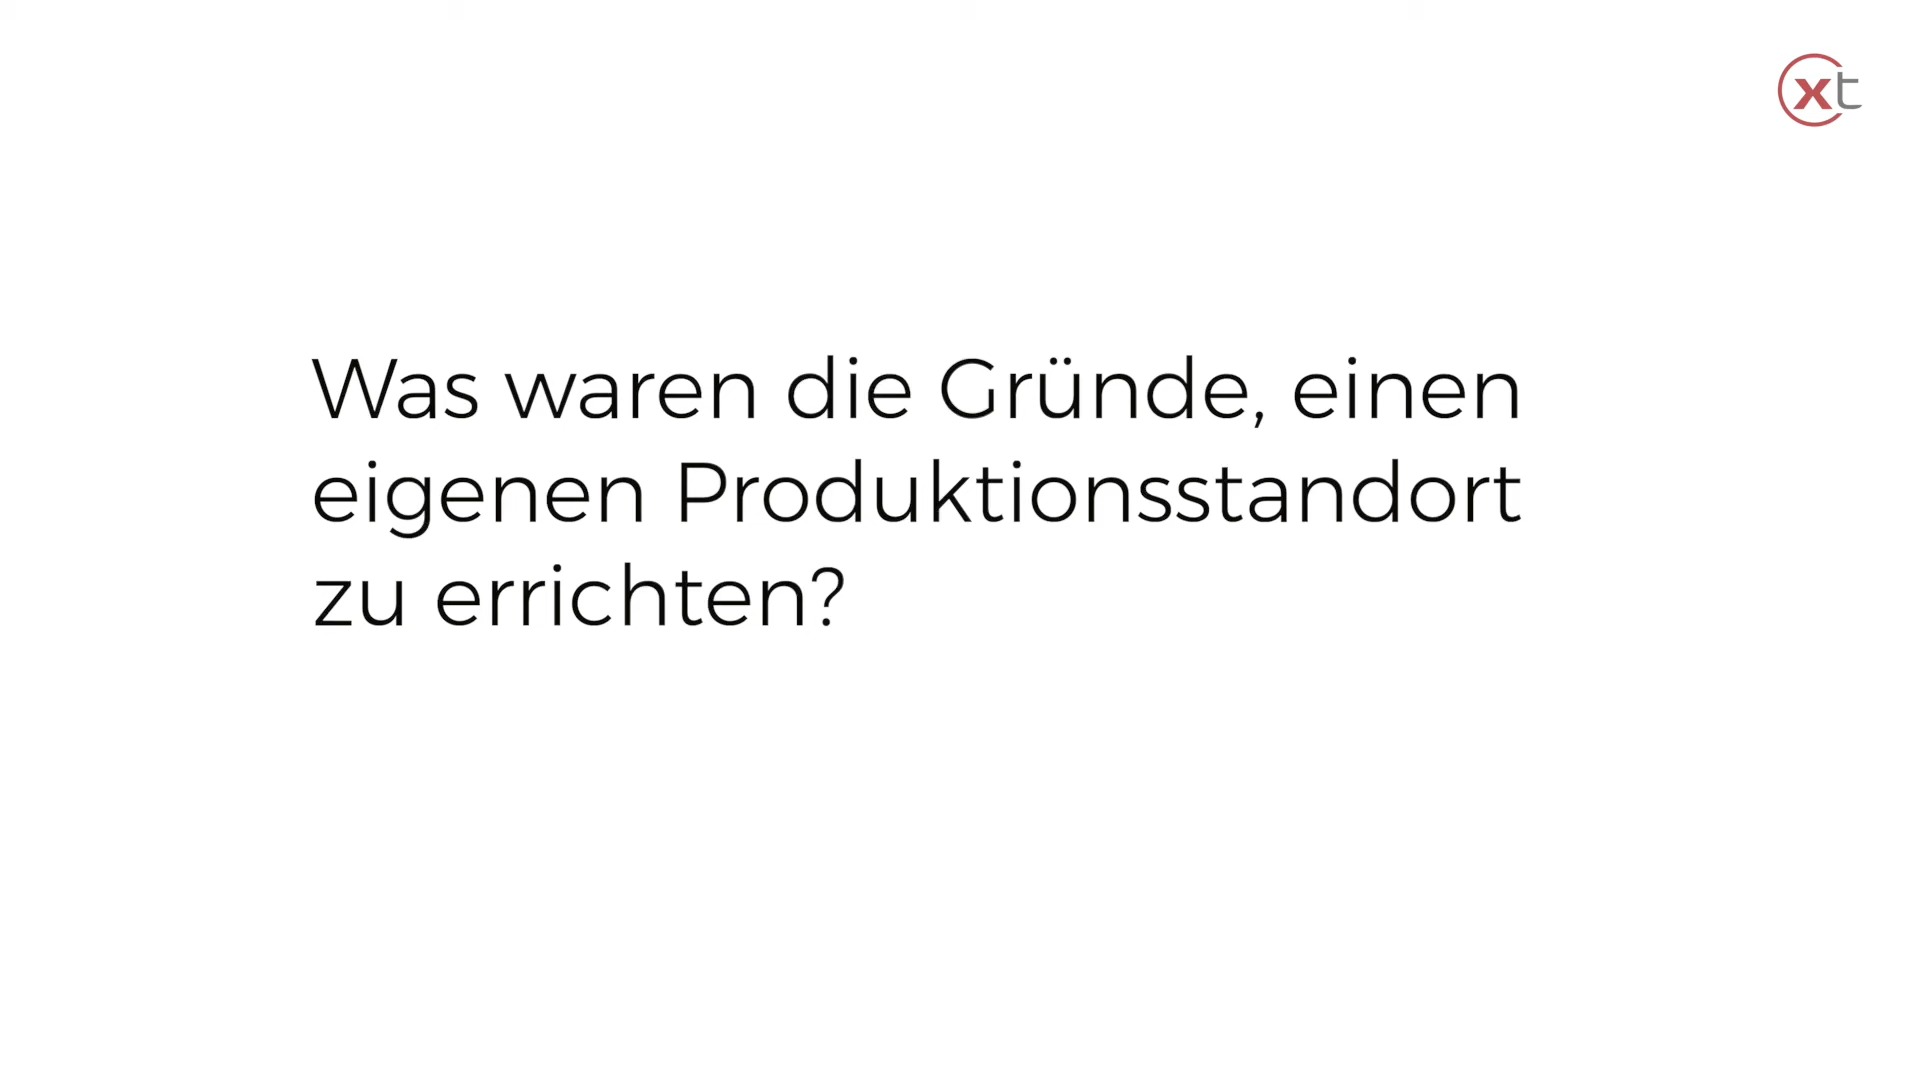 xt
Was waren die Gründe, einen
eigenen Produktionsstandort
zu errichten?